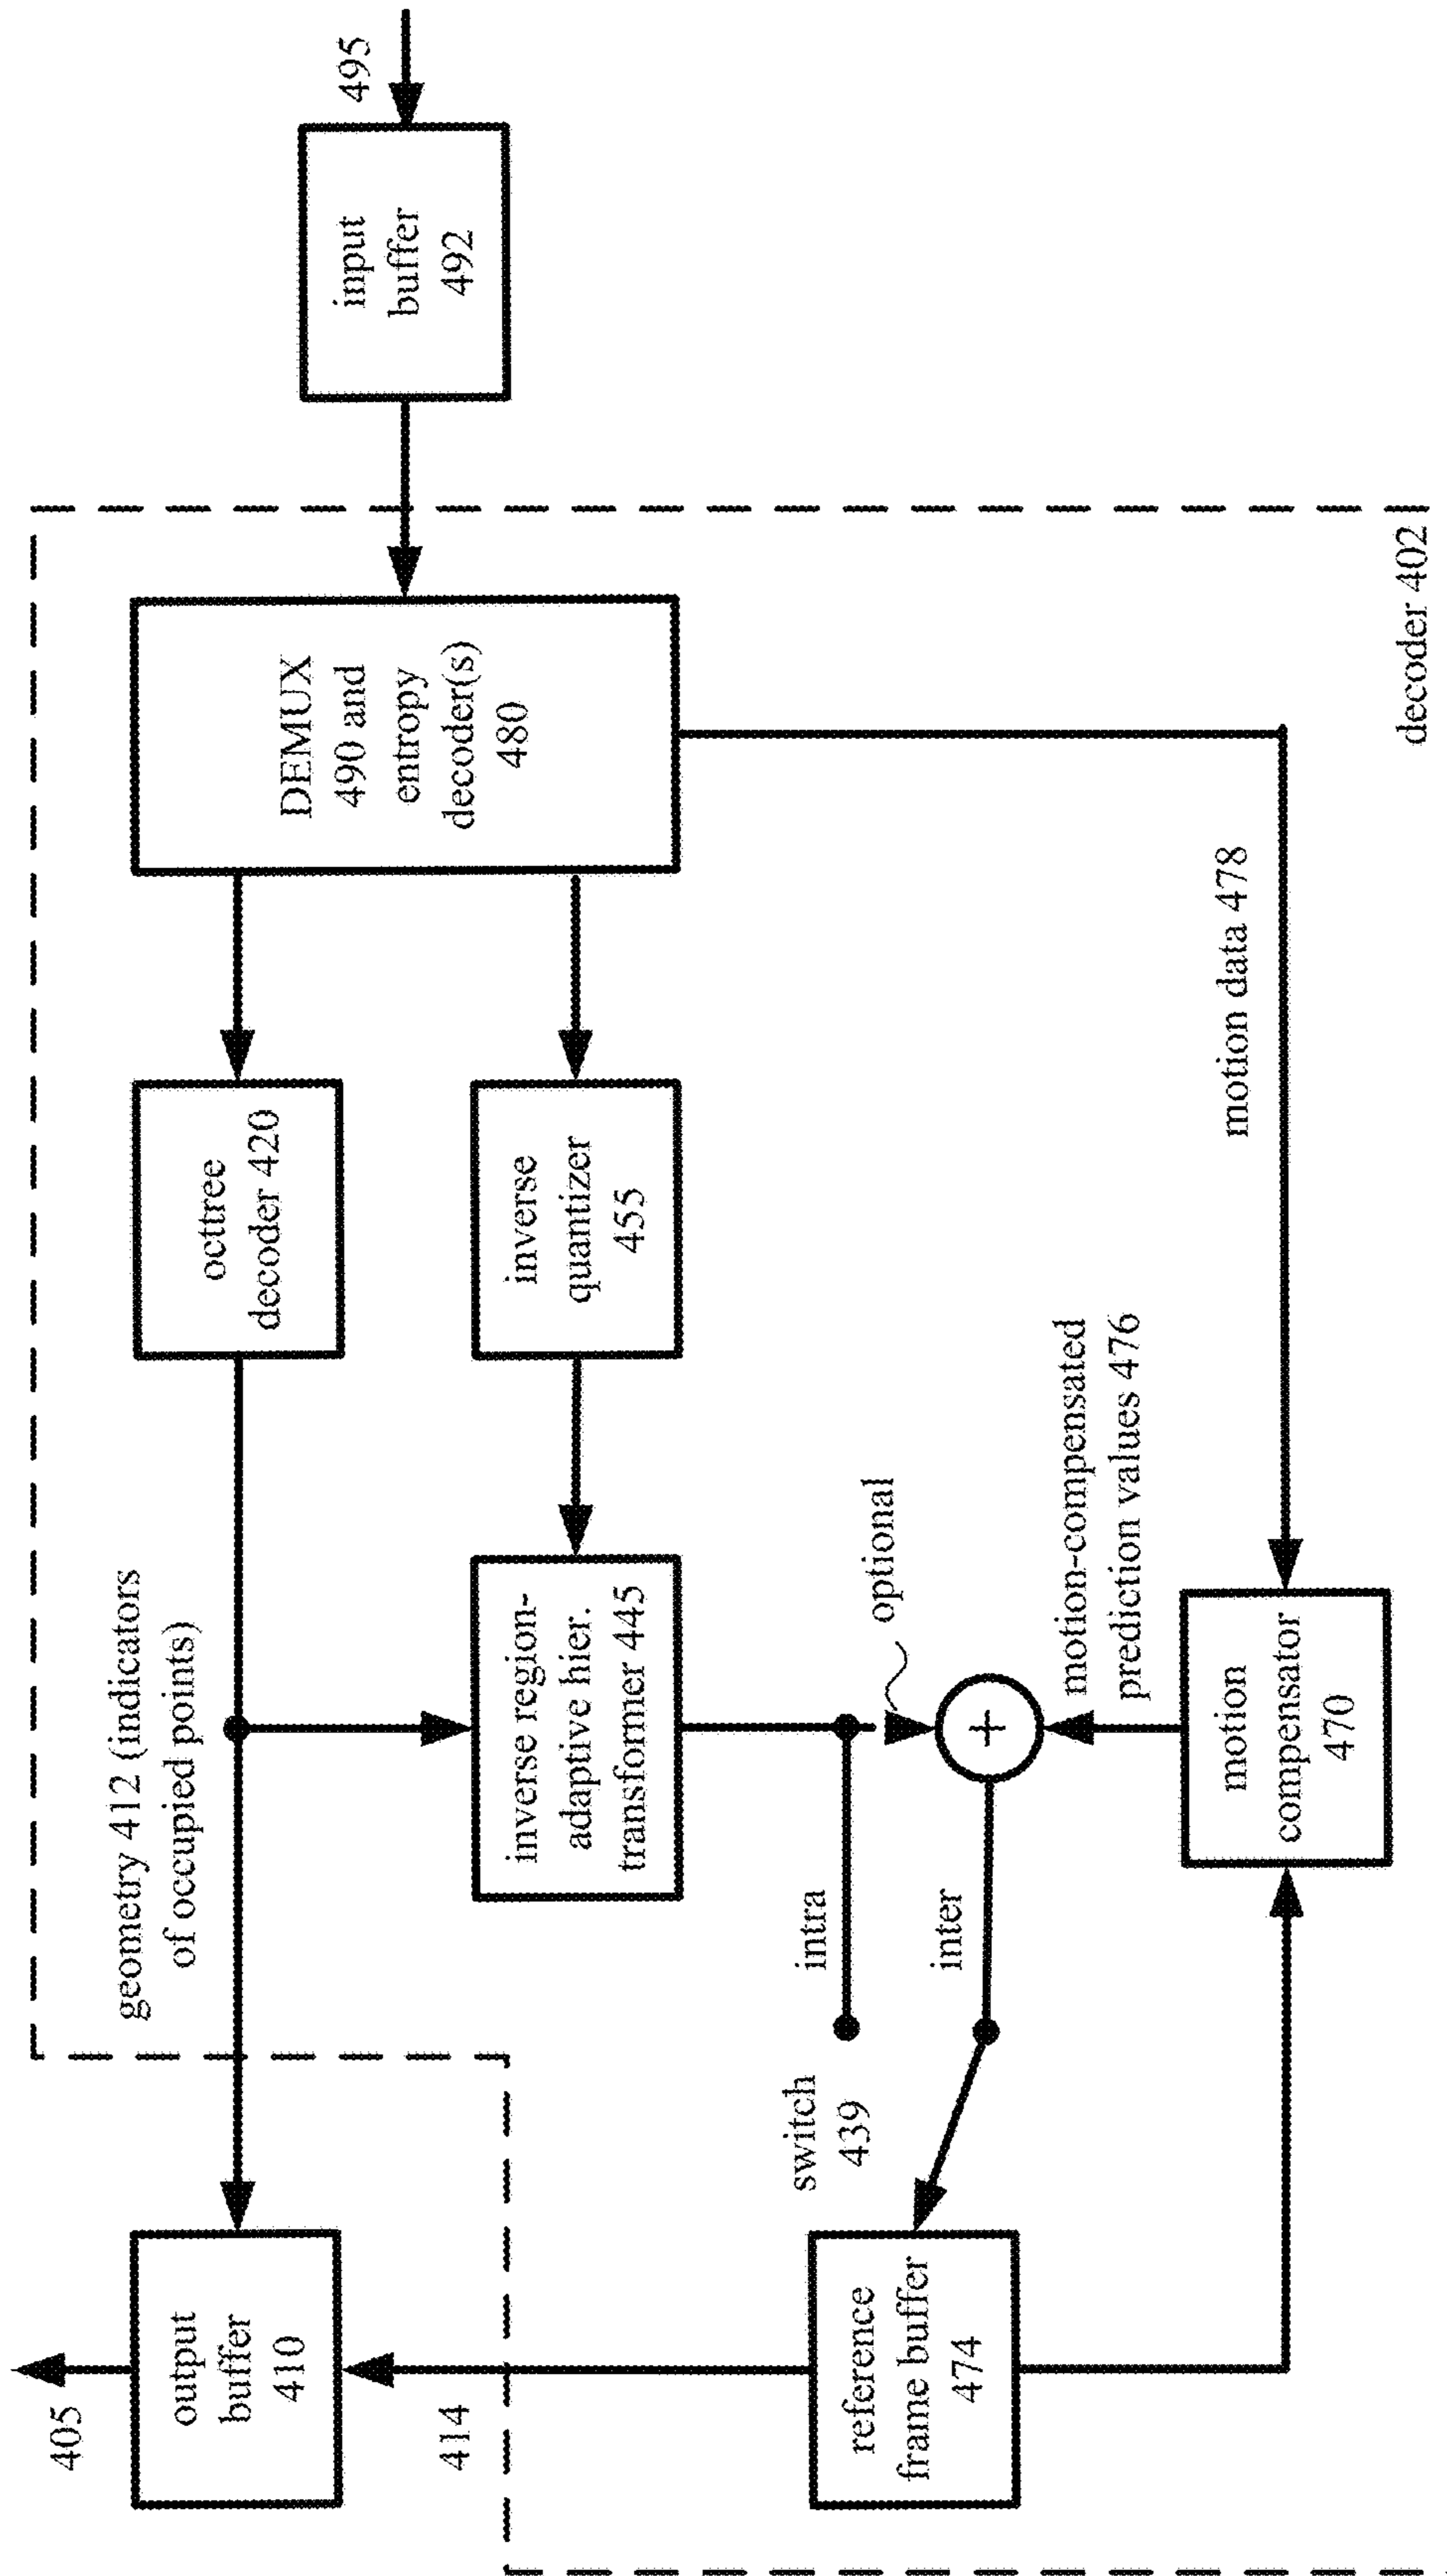 405
output
buffer
410
geometry 412 (indicators
of occupied points)
octtree
decoder 420
DEMUX
490 and
entropy
decoder(s)
480
input
buffer
492
495
414
inverse region-
adaptive hier.
transformer 445
inverse
quantizer
455
switch
439
intra
optional
inter
reference
frame buffer
474
motion-compensated
prediction values 476
motion
compensator
470
motion data 478
decoder 402